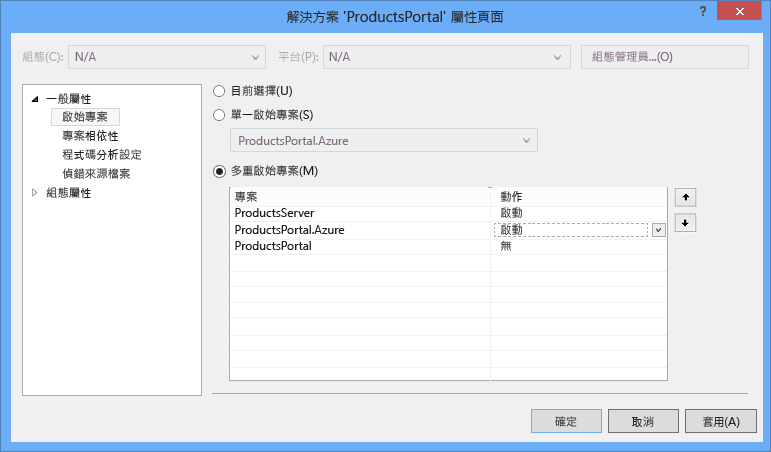 解決方案 'ProductsPortal' 屬性頁面
?
組態(C): N/A 平台(P): N/A 組態管理員...(O)
一般屬性
啟始專案
專案相依性
程式碼分析設定
偵錯來源檔案
組態屬性
目前選擇(U)
單一啟始專案(S)
ProductsPortal.Azure
多重啟始專案(M)
專案 動作
ProductsServer 啟動
ProductsPortal.Azure 啟動
ProductsPortal 無
確定 取消 套用(A)